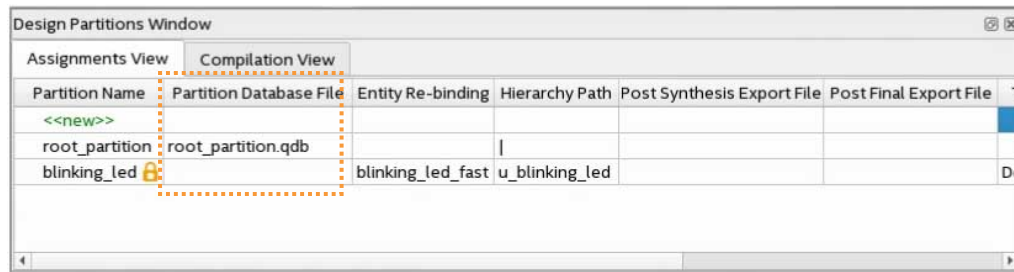 Design Partitions Window
Assignments View Compilation View
Partition Name Partition Database File Entity Re-binding Hierarchy Path Post Synthesis Export File Post Final Export File
<<new>>
root_partition root_partition.qdb |
blinking_led blinking_led_fast u_blinking_led